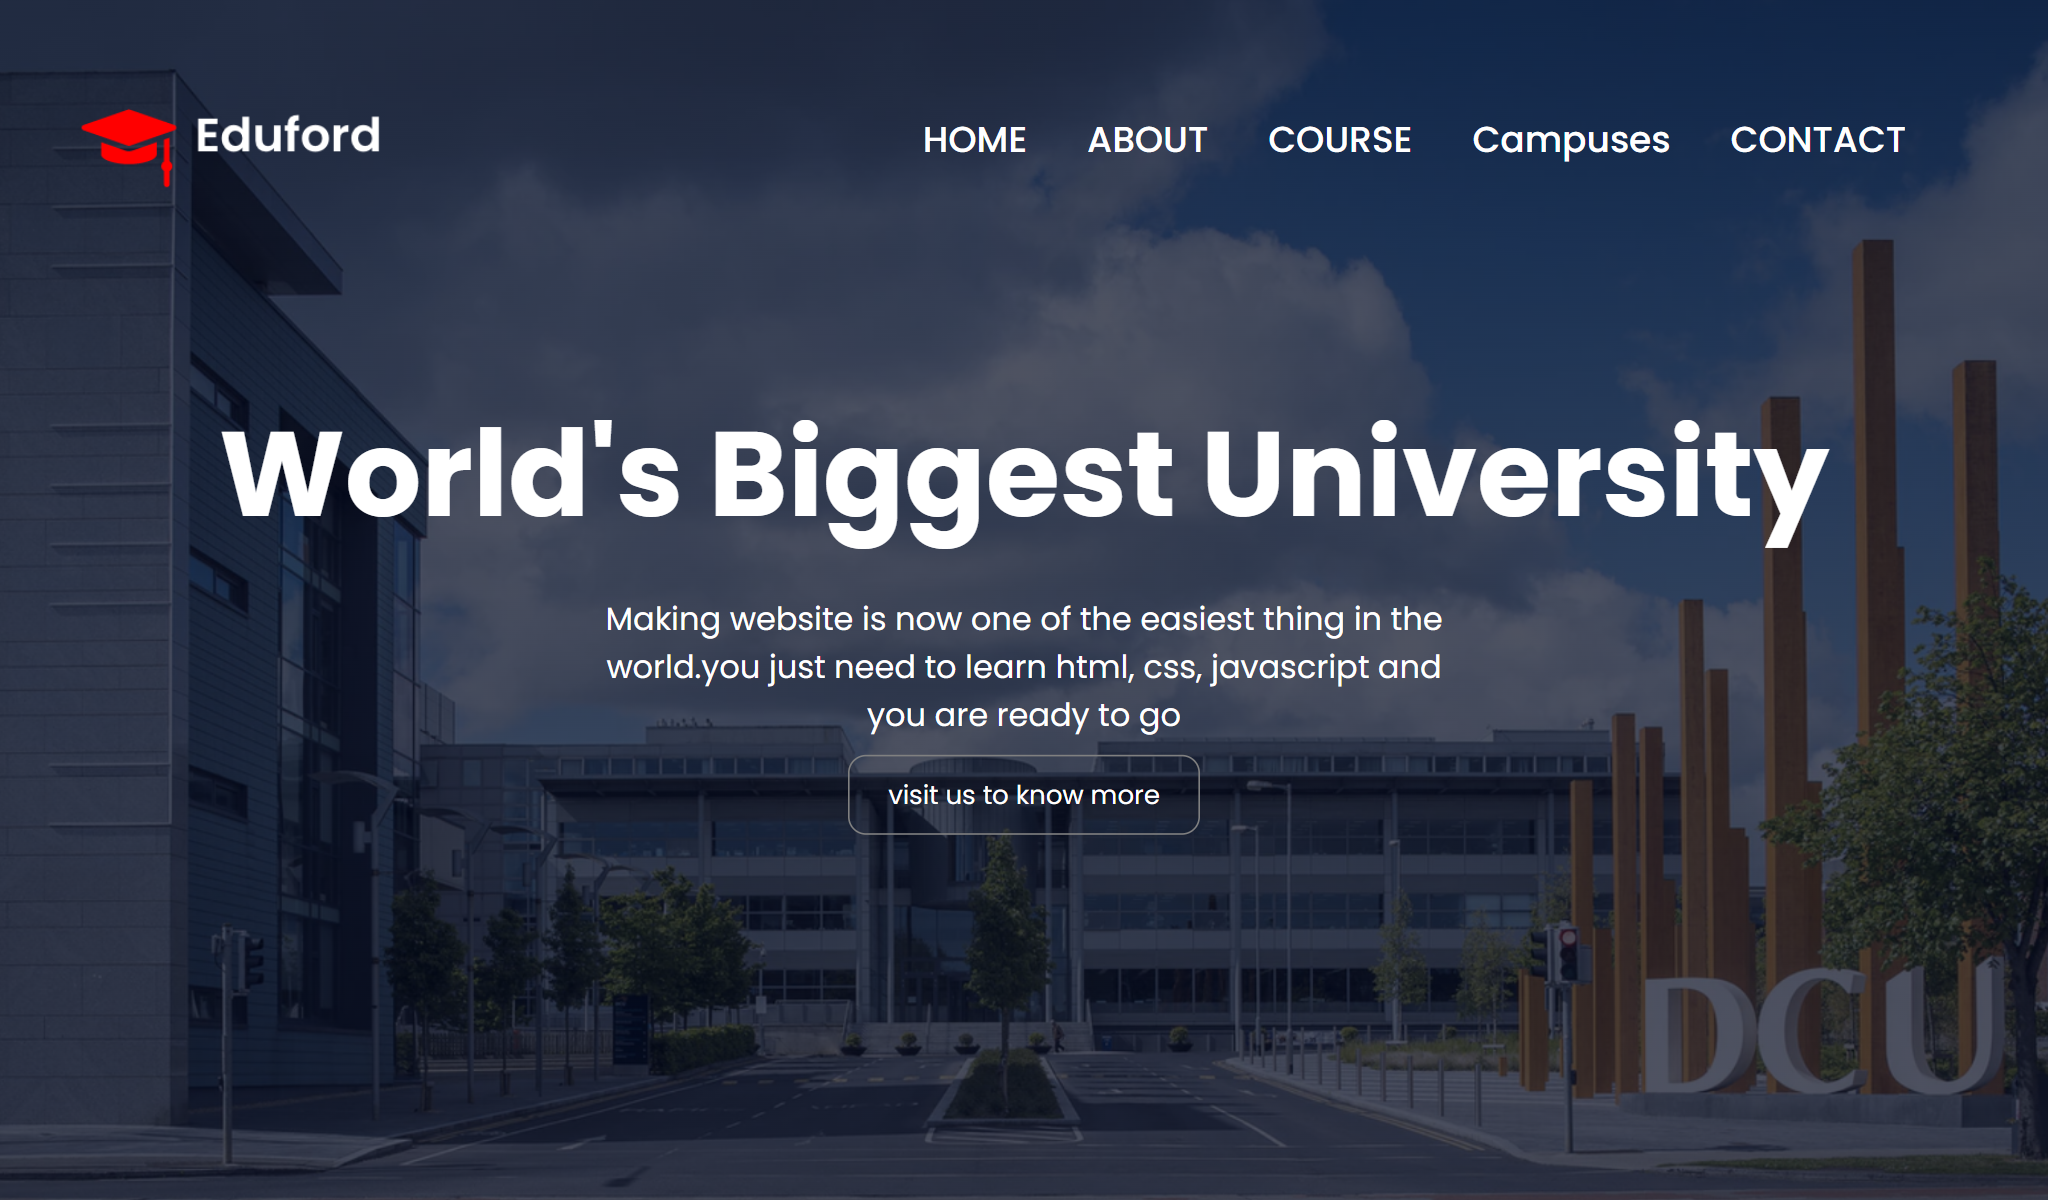 Eduford
HOME ABOUT COURSE Campuses CONTACT
World's Biggest University
Making website is now one of the easiest thing in the
world.you just need to learn html, css, javascript and
you are ready to go
visit us to know more
DCU